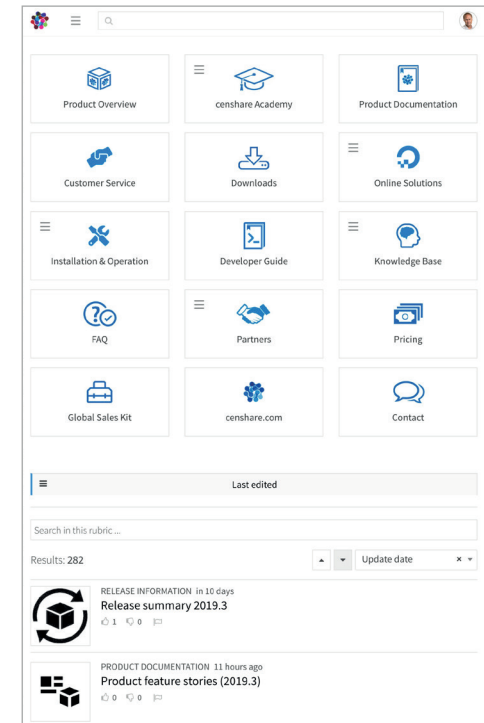 Product Overview
censhare Academy
Product Documentation
Customer Service
Downloads
Online Solutions
Installation & Operation
Developer Guide
Knowledge Base
FAQ
Partners
Pricing
Global Sales Kit
censhare.com
Contact
Last edited
Search in this rubric ...
Results: 282
Update date
RELEASE INFORMATION in 10 days
Release summary 2019.3
1 0
PRODUCT DOCUMENTATION 11 hours ago
Product feature stories (2019.3)
0 0